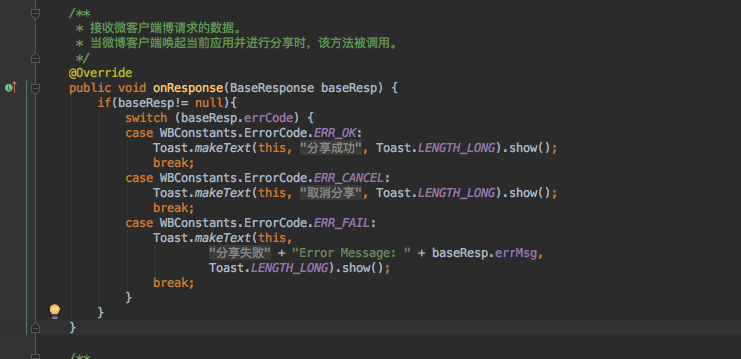 /**
* 接收微客户端博请求的数据。
* 当微博客户端唤起当前应用并进行分享时，该方法被调用。
*/
@Override
public void onResponse(BaseResponse baseResp) {
if(baseResp!= null){
switch (baseResp.errCode) {
case WBConstants.ErrorCode.ERR_OK:
Toast.makeText(this, "分享成功", Toast.LENGTH_LONG).show();
break;
case WBConstants.ErrorCode.ERR_CANCEL:
Toast.makeText(this, "取消分享", Toast.LENGTH_LONG).show();
break;
case WBConstants.ErrorCode.ERR_FAIL:
Toast.makeText(this,
"分享失败" + "Error Message: " + baseResp.errMsg,
Toast.LENGTH_LONG).show();
break;
}
}
}
/**